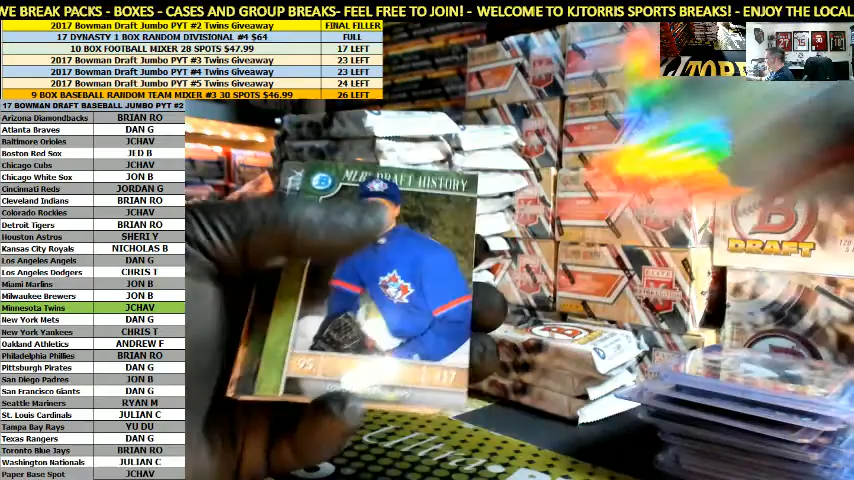 WE BREAK PACKS - BOXES - CASES AND GROUP BREAKS- FEEL FREE TO JOIN! - WELCOME TO KJTORRIS SPORTS BREAKS! - ENJOY THE LOCAL
2017 Bowman Draft Jumbo PYT #2 Twins Giveaway FINAL FILLER
17 DYNASTY 1 BOX RANDOM DIVISIONAL #4 $64 FULL
10 BOX FOOTBALL MIXER 28 SPOTS $47.99 17 LEFT
2017 Bowman Draft Jumbo PYT #3 Twins Giveaway 23 LEFT
2017 Bowman Draft Jumbo PYT #4 Twins Giveaway 23 LEFT
2017 Bowman Draft Jumbo PYT #5 Twins Giveaway 24 LEFT
9 BOX BASEBALL RANDOM TEAM MIXER #3 30 SPOTS $46.99 26 LEFT
17 BOWMAN DRAFT BASEBALL JUMBO PYT #2
Arizona Diamondbacks BRIAN RO
Atlanta Braves DAN G
Baltimore Orioles JCHAV
Boston Red Sox JED B
Chicago Cubs JCHAV
Chicago White Sox JON B
Cincinnati Reds JORDAN G
Cleveland Indians BRIAN RO
Colorado Rockies JCHAV
Detroit Tigers BRIAN RO
Houston Astros SHERI Y
Kansas City Royals NICHOLAS B
Los Angeles Angels DAN G
Los Angeles Dodgers CHRIS T
Miami Marlins JON B
Milwaukee Brewers JON B
Minnesota Twins JCHAV
New York Mets DAN G
New York Yankees CHRIS T
Oakland Athletics ANDREW F
Philadelphia Phillies BRIAN RO
Pittsburgh Pirates DAN G
San Diego Padres JON B
San Francisco Giants DAN G
Seattle Mariners RYAN M
St. Louis Cardinals JULIAN C
Tampa Bay Rays YU DU
Texas Rangers DAN G
Toronto Blue Jays BRIAN RO
Washington Nationals JULIAN C
Paper Base Spot JCHAV
MLB DRAFT HISTORY
DRAFT